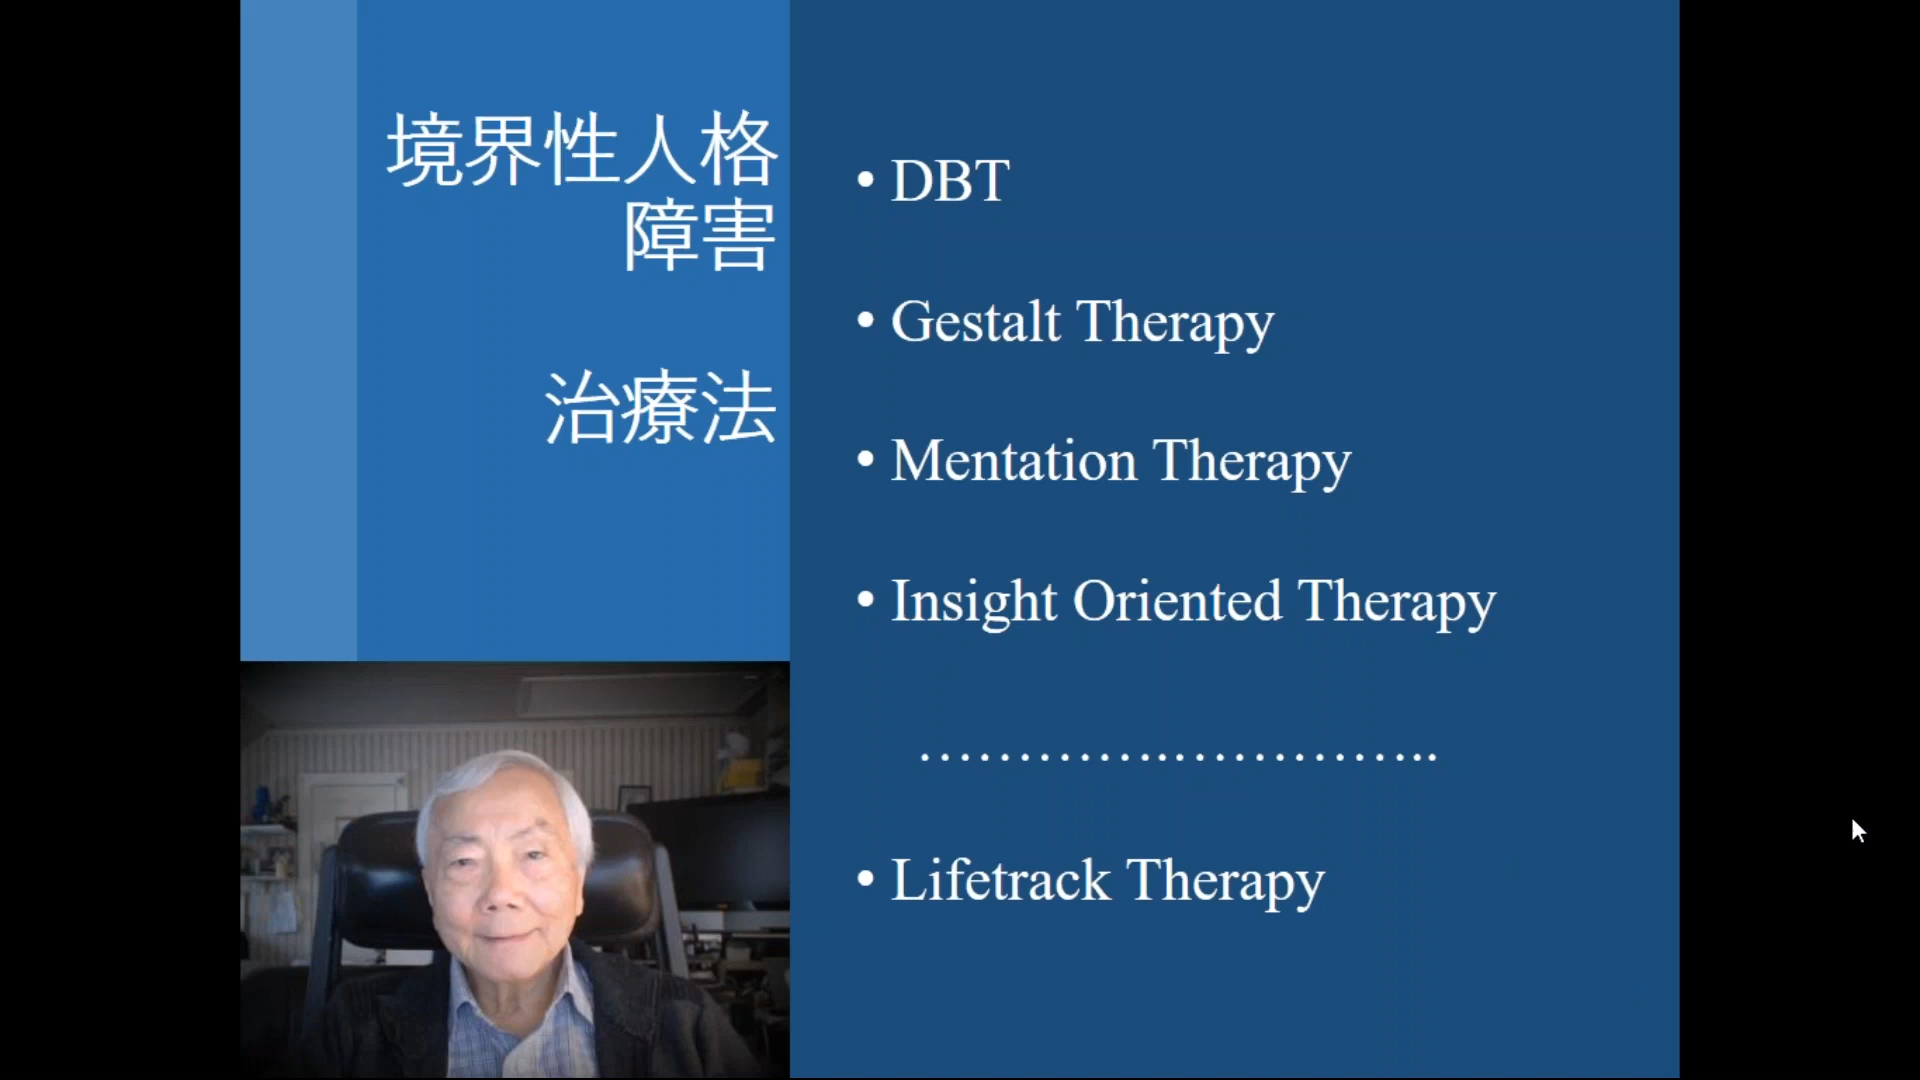 境界性人格
障害
治療法
• DBT
• Gestalt Therapy
• Mentation Therapy
• Insight Oriented Therapy
…………..…………..
• Lifetrack Therapy